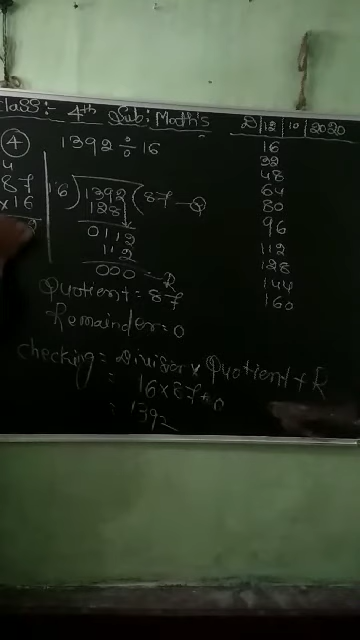 Class:- 4th Sub: Maths
D/12/10/2020
4 1392 ÷ 16
4
87
×16
16) 1392 (87 - Q
128
0112
112
000 - R
Quotient = 87
Remainder = 0
Checking = Divisor × Quotient + R
= 16 × 87 + 0
= 1392
16
32
48
64
80
96
112
128
144
160